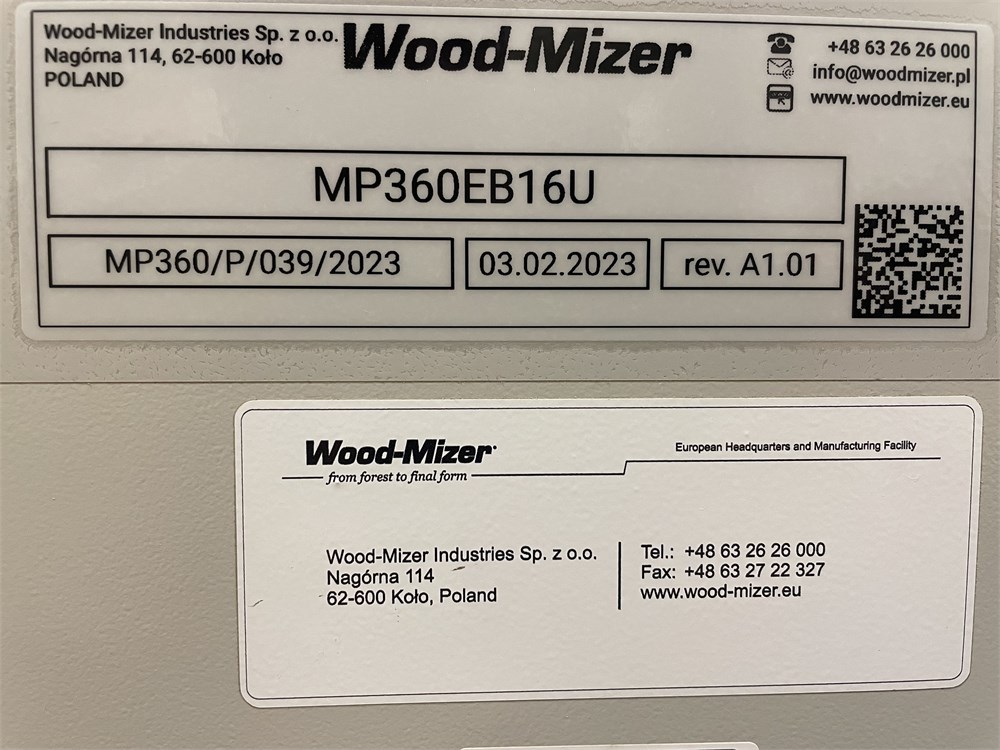 Wood-Mizer Industries Sp. z o.o.
Nagórna 114, 62-600 Koło
POLAND
Wood-Mizer
+48 63 26 26 000
info@woodmizer.pl
www.woodmizer.eu
MP360EB16U
MP360/P/039/2023 03.02.2023 rev. A1.01
Wood-Mizer
from forest to final form
European Headquarters and Manufacturing Facility
Wood-Mizer Industries Sp. z o.o.
Nagórna 114
62-600 Koło, Poland
Tel.: +48 63 26 26 000
Fax: +48 63 27 22 327
www.wood-mizer.eu